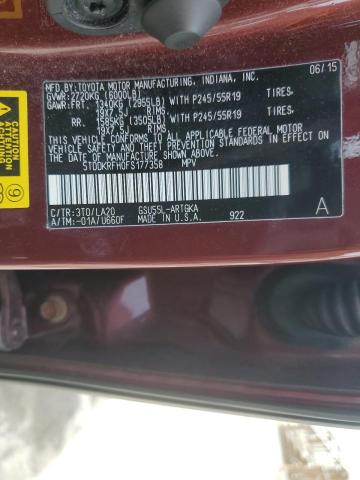 MFD. BY: TOYOTA MOTOR MANUFACTURING, INDIANA, INC. 06/15
GVWR: 2720KG (6000LB)
GAWR:FRT. 1340KG (2955LB) WITH P245/55R19 TIRES,
19X7.5J RIMS
RR. 1585KG (3505LB) WITH P245/55R19 TIRES,
19X7.5J RIMS
THIS VEHICLE CONFORMS TO ALL APPLICABLE FEDERAL MOTOR
VEHICLE SAFETY, BUMPER, AND THEFT PREVENTION STANDARDS IN
EFFECT ON THE DATE OF MANUFACTURE SHOWN ABOVE.
5TDDKRFH0FS177358 MPV
C/TR: 3T0/LA20 GSU55L-ARTGKA A
A/TM: -01A/U660F MADE IN U.S.A. 922
CAUTION
ATTENTION